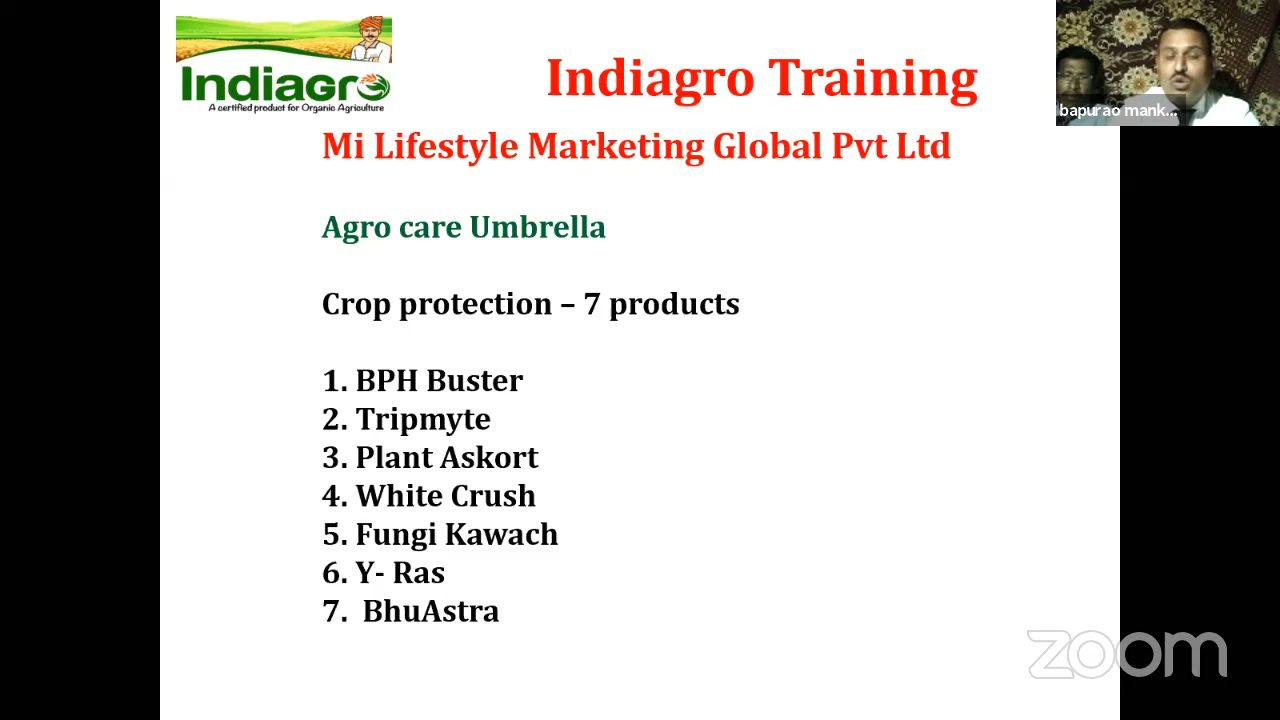 Indiagro
A certified product for Organic Agriculture
Indiagro Training
bapurao mank...
Mi Lifestyle Marketing Global Pvt Ltd
Agro care Umbrella
Crop protection – 7 products
1. BPH Buster
2. Tripmyte
3. Plant Askort
4. White Crush
5. Fungi Kawach
6. Y- Ras
7. BhuAstra
zoom